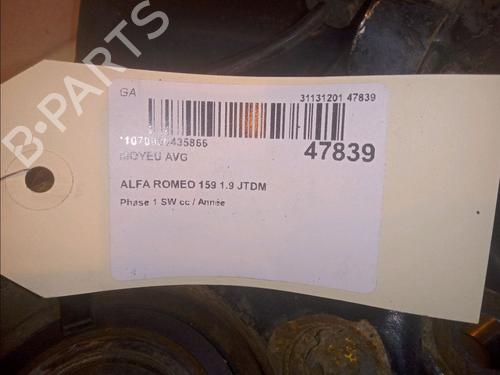 GA
31131201 47839
MOYEU AVG
47839
ALFA ROMEO 159 1.9 JTDM
Phase 1 SW cc / Année
B-PARTS